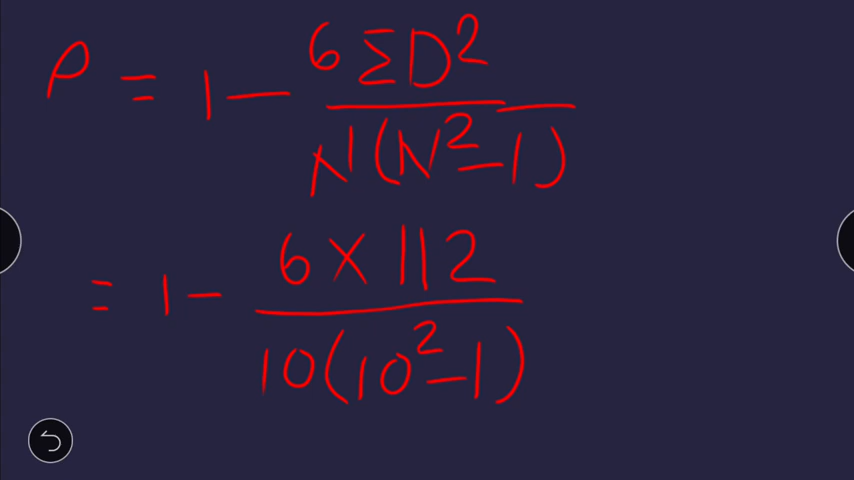 ρ = 1 - 6ΣD² / N(N² - 1)
= 1 - 6 × 112 / 10(10² - 1)